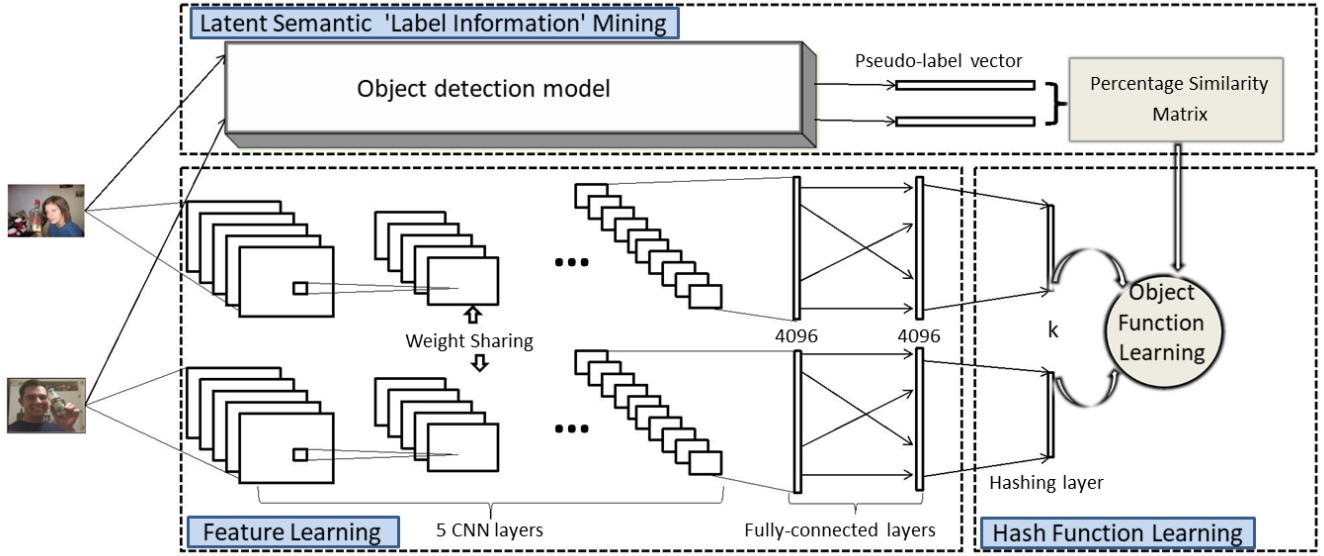 Latent Semantic 'Label Information' Mining
Object detection model
Pseudo-label vector
Percentage Similarity
Matrix
Weight Sharing
4096
4096
k
Object
Function
Learning
Hashing layer
5 CNN layers
Fully-connected layers
Feature Learning
Hash Function Learning